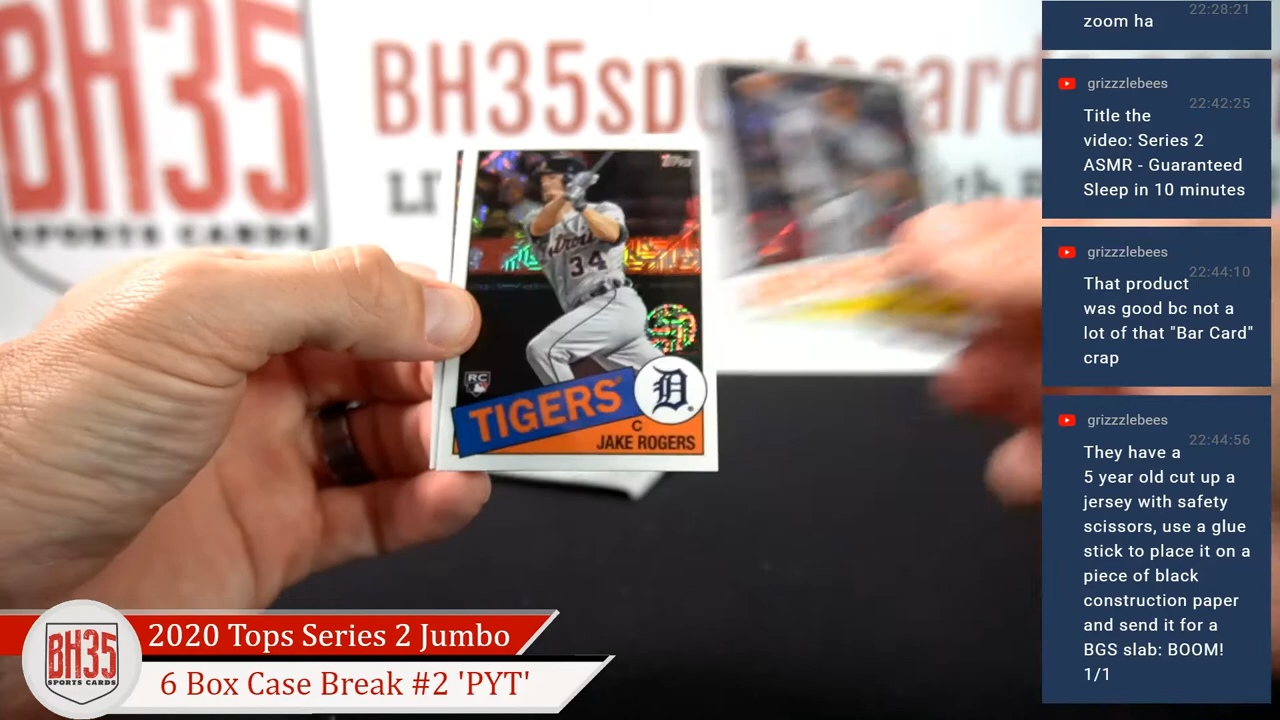 BH35
SPORTS CARDS
BH35sp
ards
Topps
Detroit
34
RC
TIGERS
D
C
JAKE ROGERS
BH35
SPORTS CARDS
2020 Tops Series 2 Jumbo
6 Box Case Break #2 'PYT'
22:28:21
zoom ha
grizzzlebees
22:42:25
Title the
video: Series 2
ASMR - Guaranteed
Sleep in 10 minutes
grizzzlebees
22:44:10
That product
was good bc not a
lot of that "Bar Card"
crap
grizzzlebees
22:44:56
They have a
5 year old cut up a
jersey with safety
scissors, use a glue
stick to place it on a
piece of black
construction paper
and send it for a
BGS slab: BOOM!
1/1